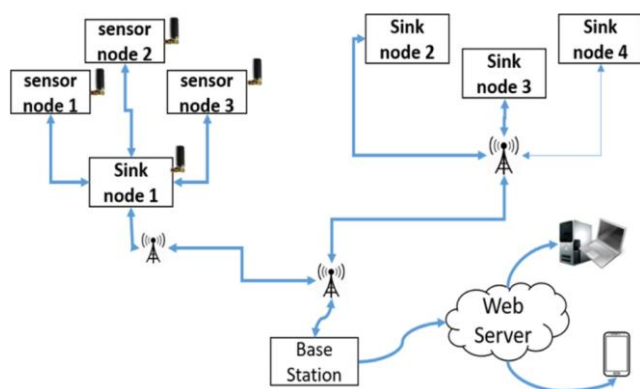 sensor
node 2
sensor
node 1
sensor
node 3
Sink
node 1
Sink
node 2
Sink
node 3
Sink
node 4
Web
Server
Base
Station